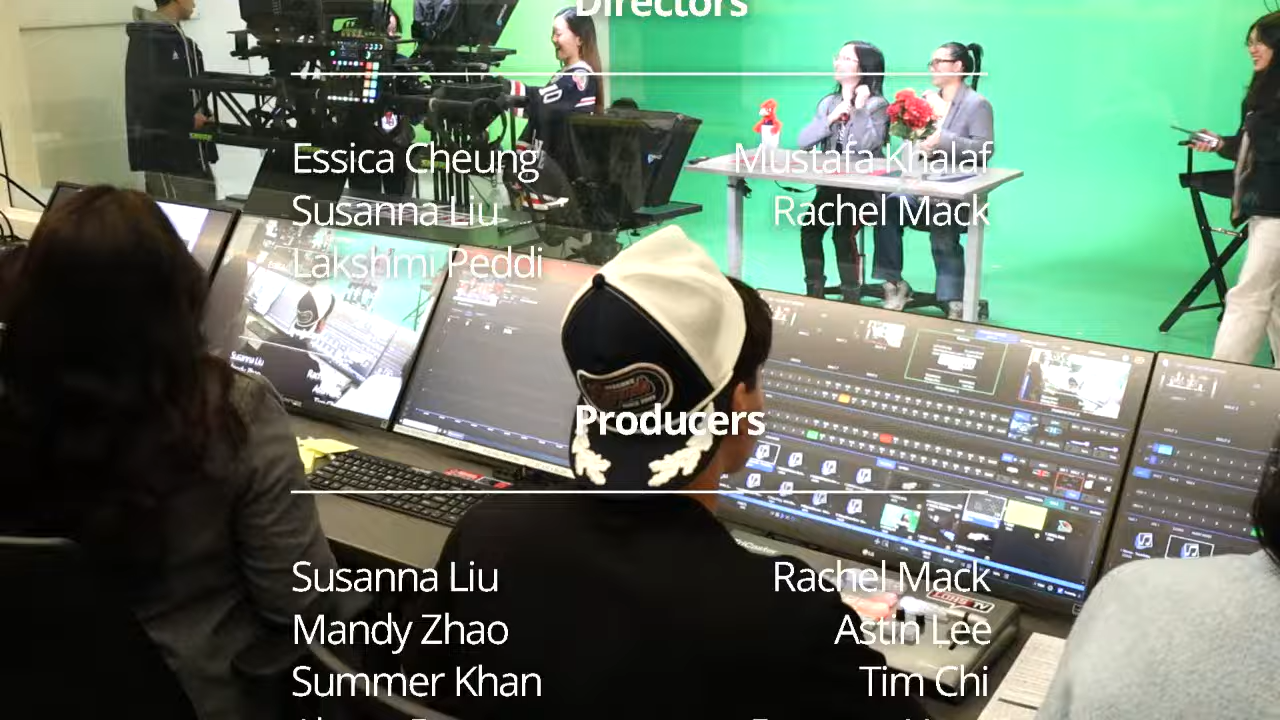 Directors
Essica Cheung Mustafa Khalaf
Susanna Liu Rachel Mack
Lakshmi Peddi
Producers
Susanna Liu Rachel Mack
Mandy Zhao Astin Lee
Summer Khan Tim Chi